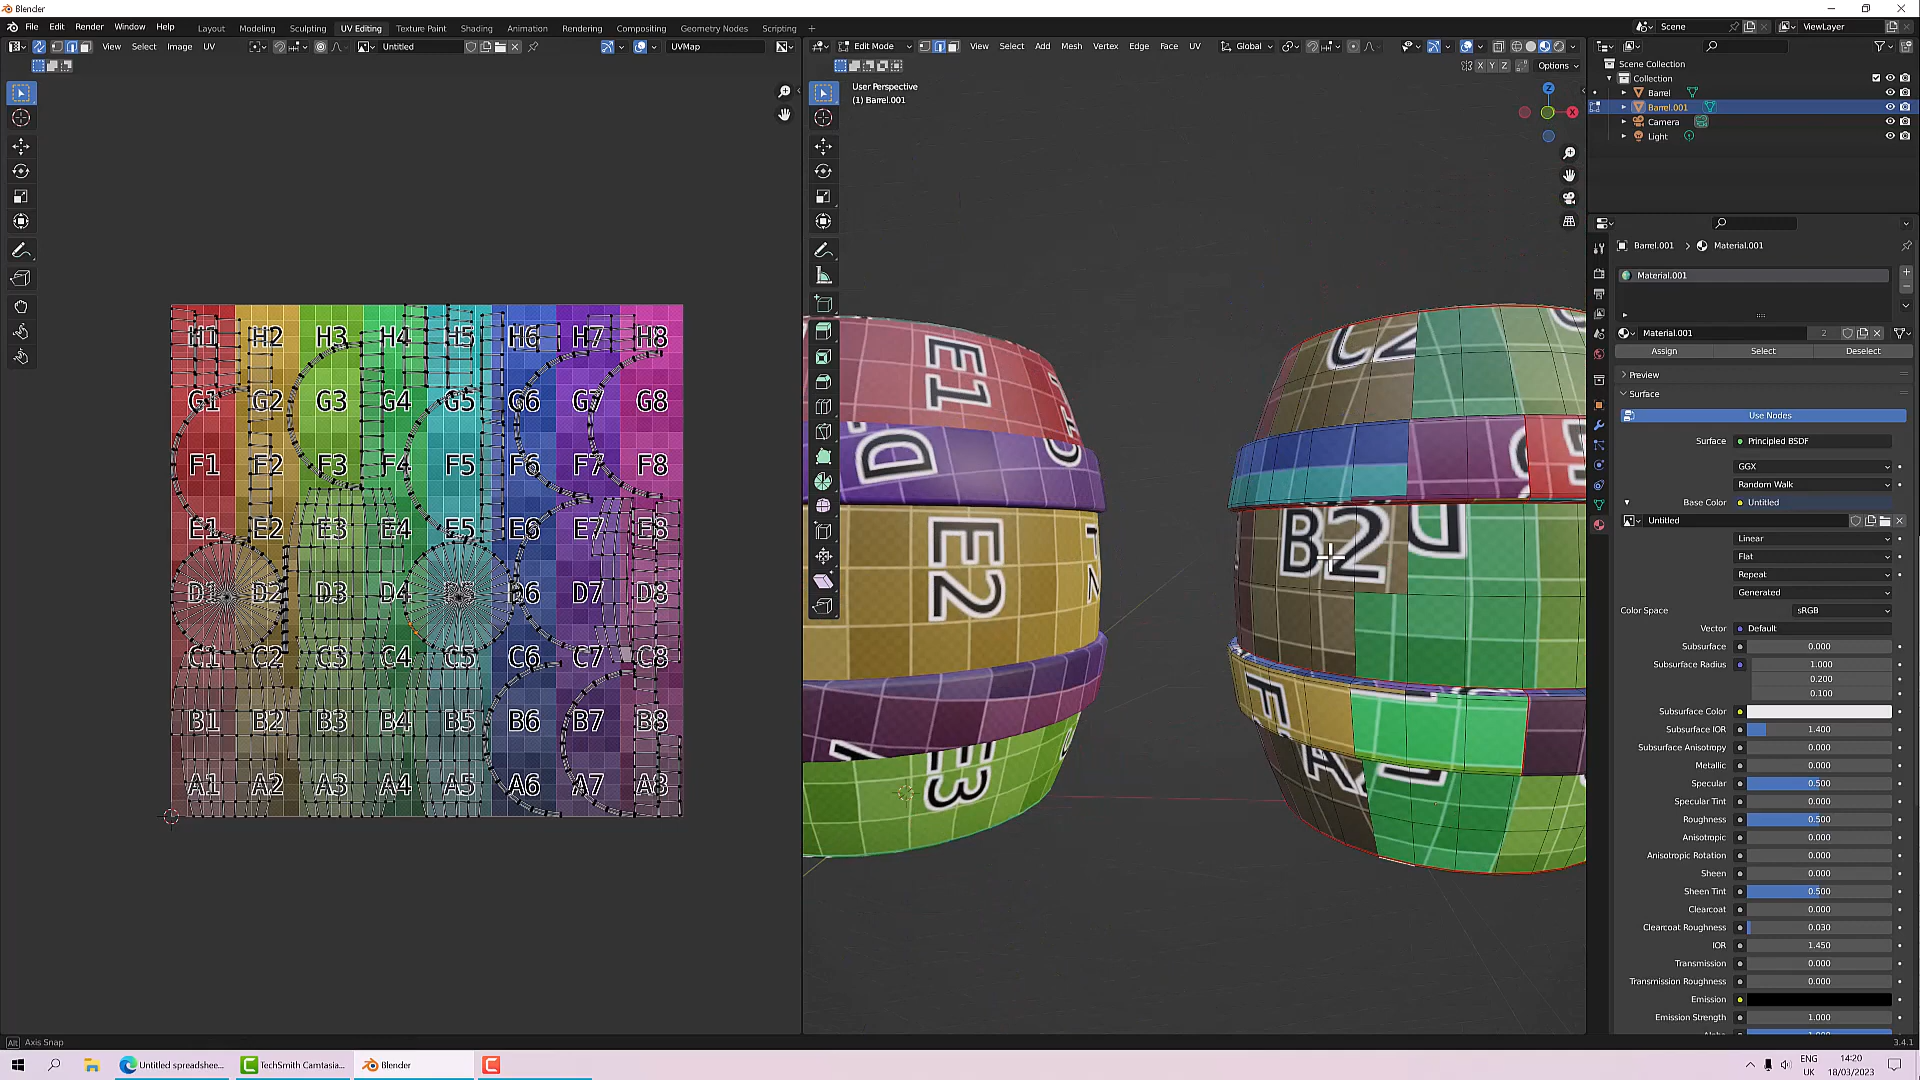 Blender
File Edit Render Window Help Layout Modeling Sculpting UV Editing Texture Paint Shading Animation Rendering Compositing Geometry Nodes Scripting +
Scene ViewLayer
View Select Image UV Untitled UVMap
Edit Mode View Select Add Mesh Vertex Edge Face UV Global
X Y Z Options
User Perspective
(1) Barrel.001
Z
X
Scene Collection
Collection
Barrel
Barrel.001
Camera
Light
H1 H2 H3 H4 H5 H6 H7 H8
G1 G2 G3 G4 G5 G6 G7 G8
F1 F2 F3 F4 F5 F6 F7 F8
E1 E2 E3 E4 E5 E6 E7 E8
D1 D2 D3 D4 D5 D6 D7 D8
C1 C2 C3 C4 C5 C6 C7 C8
B1 B2 B3 B4 B5 B6 B7 B8
A1 A2 A3 A4 A5 A6 A7 A8
E1
E2
B2
Barrel.001 > Material.001
Material.001
Material.001 2
Assign Select Deselect
Preview
Surface
Use Nodes
Surface Principled BSDF
GGX
Random Walk
Base Color Untitled
Untitled
Linear
Flat
Repeat
Generated
Color Space sRGB
Vector Default
Subsurface 0.000
Subsurface Radius 1.000
0.200
0.100
Subsurface Color
Subsurface IOR 1.400
Subsurface Anisotropy 0.000
Metallic 0.000
Specular 0.500
Specular Tint 0.000
Roughness 0.500
Anisotropic 0.000
Anisotropic Rotation 0.000
Sheen 0.000
Sheen Tint 0.500
Clearcoat 0.000
Clearcoat Roughness 0.030
IOR 1.450
Transmission 0.000
Transmission Roughness 0.000
Emission
Emission Strength 1.000
Alt Axis Snap
3.4.1
Untitled spreadshee... TechSmith Camtasia... Blender
ENG
UK
14:20
18/03/2023